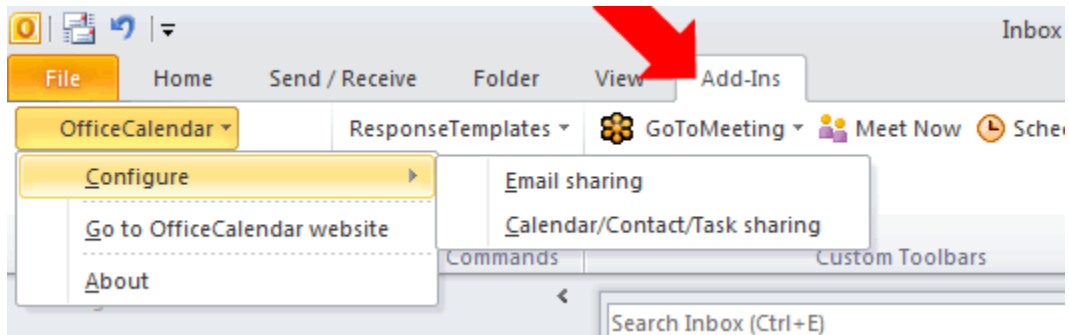 Inbox
File Home Send / Receive Folder View Add-Ins
OfficeCalendar ResponseTemplates GoToMeeting Meet Now
Configure Email sharing
Go to OfficeCalendar website Calendar/Contact/Task sharing
Commands Custom Toolbars
About
Search Inbox (Ctrl+E)